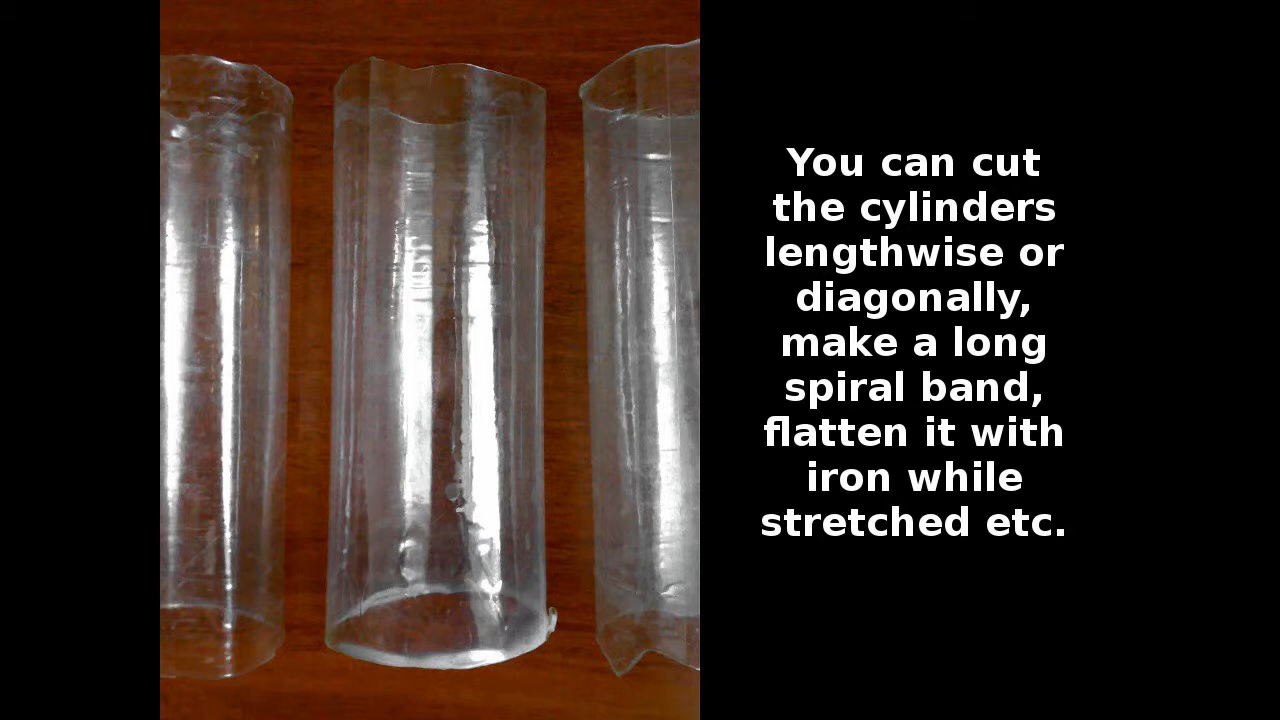 You can cut
the cylinders
lengthwise or
diagonally,
make a long
spiral band,
flatten it with
iron while
stretched etc.